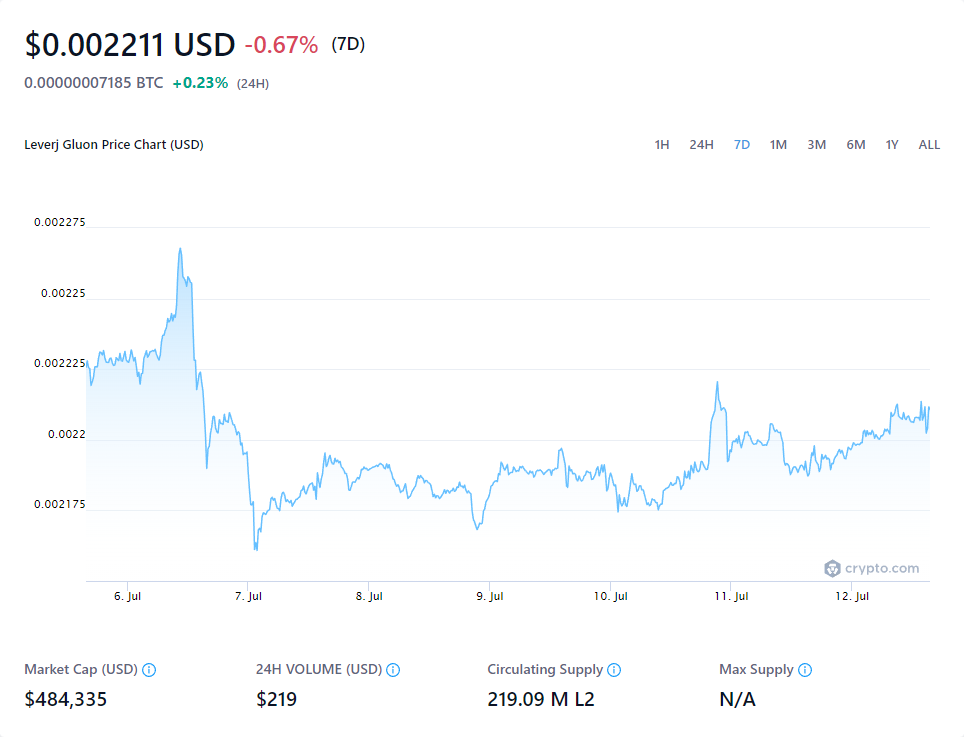 $0.002211 USD -0.67% (7D)
0.00000007185 BTC +0.23% (24H)
Leverj Gluon Price Chart (USD) 1H 24H 7D 1M 3M 6M 1Y ALL
0.002275
0.00225
0.002225
0.0022
0.002175
crypto.com
6. Jul 7. Jul 8. Jul 9. Jul 10. Jul 11. Jul 12. Jul
Market Cap (USD) 24H VOLUME (USD) Circulating Supply Max Supply
$484,335 $219 219.09 M L2 N/A